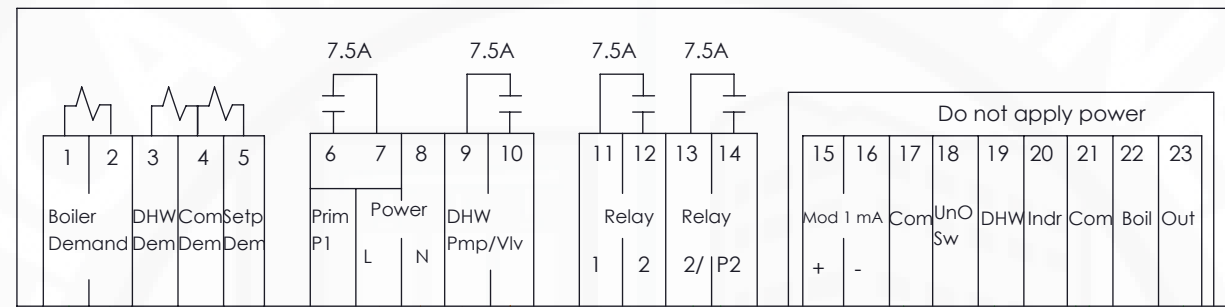 7.5A 7.5A 7.5A 7.5A
Do not apply power
1 2 3 4 5 6 7 8 9 10 11 12 13 14 15 16 17 18 19 20 21 22 23
Boiler
Demand
DHW
Dem
Com
Dem
Setp
Dem
Prim
P1
Power
L N
DHW
Pmp/Vlv
Relay
1 2
Relay
2/ P2
Mod 1 mA
+ -
Com
UnO
Sw
DHW
Indr
Com
Boil
Out